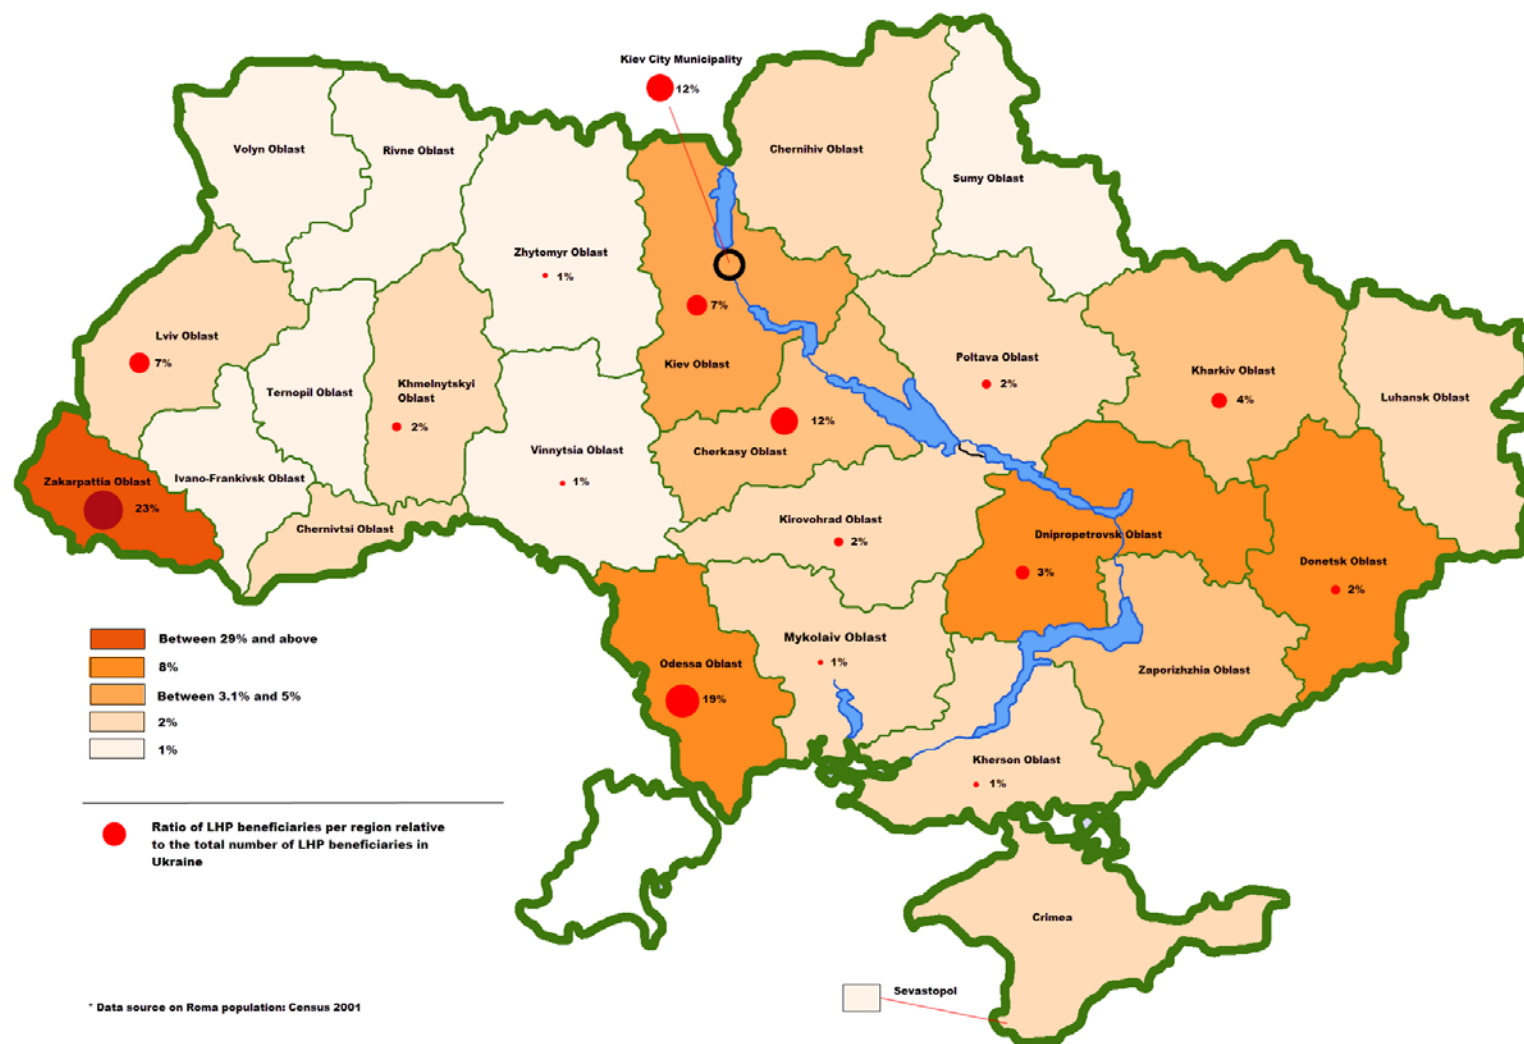 Kiev City Municipality
12%
Volyn Oblast
Rivne Oblast
Chernihiv Oblast
Sumy Oblast
Zhytomyr Oblast
1%
7%
Kiev Oblast
Lviv Oblast
7%
Ternopil Oblast
Khmelnytskyi
Oblast
2%
Poltava Oblast
2%
Kharkiv Oblast
4%
Luhansk Oblast
12%
Cherkasy Oblast
Vinnytsia Oblast
1%
Zakarpattia Oblast
23%
Ivano-Frankivsk Oblast
Chernivtsi Oblast
Kirovohrad Oblast
2%
Dnipropetrovsk Oblast
3%
Donetsk Oblast
2%
Mykolaiv Oblast
1%
Odessa Oblast
19%
Zaporizhzhia Oblast
Kherson Oblast
1%
Crimea
Sevastopol
Between 29% and above
8%
Between 3.1% and 5%
2%
1%
Ratio of LHP beneficiaries per region relative
to the total number of LHP beneficiaries in
Ukraine
* Data source on Roma population: Census 2001